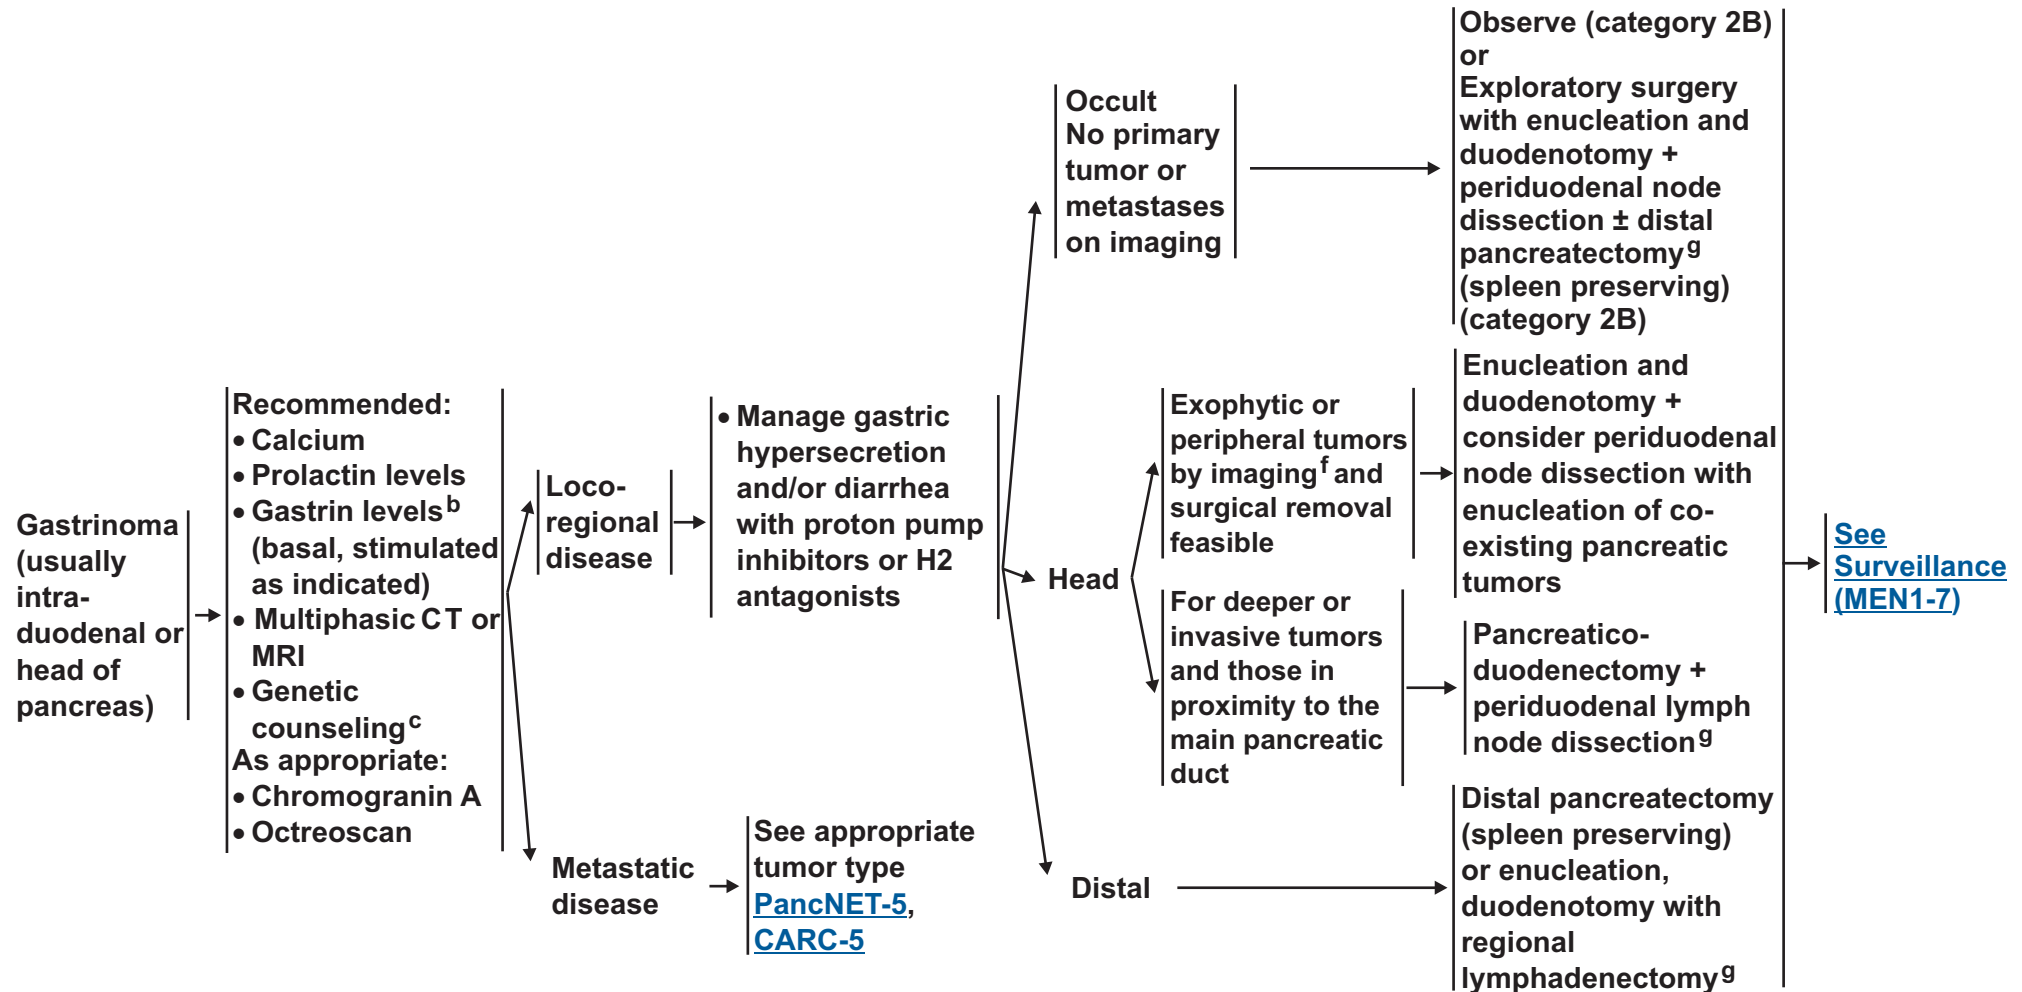 Gastrinoma
(usually
intra-
duodenal or
head of
pancreas)
Recommended:
• Calcium
• Prolactin levels
• Gastrin levels b
(basal, stimulated
as indicated)
• Multiphasic CT or
MRI
• Genetic
counseling c
As appropriate:
• Chromogranin A
• Octreoscan
Loco-
regional
disease
• Manage gastric
hypersecretion
and/or diarrhea
with proton pump
inhibitors or H2
antagonists
Metastatic
disease
See appropriate
tumor type
PancNET-5,
CARC-5
Occult
No primary
tumor or
metastases
on imaging
Observe (category 2B)
or
Exploratory surgery
with enucleation and
duodenotomy +
periduodenal node
dissection ± distal
pancreatectomy g
(spleen preserving)
(category 2B)
Head
Exophytic or
peripheral tumors
by imaging f and
surgical removal
feasible
Enucleation and
duodenotomy +
consider periduodenal
node dissection with
enucleation of co-
existing pancreatic
tumors
For deeper or
invasive tumors
and those in
proximity to the
main pancreatic
duct
Pancreatico-
duodenectomy +
periduodenal lymph
node dissection g
Distal
Distal pancreatectomy
(spleen preserving)
or enucleation,
duodenotomy with
regional
lymphadenectomy g
See
Surveillance
(MEN1-7)